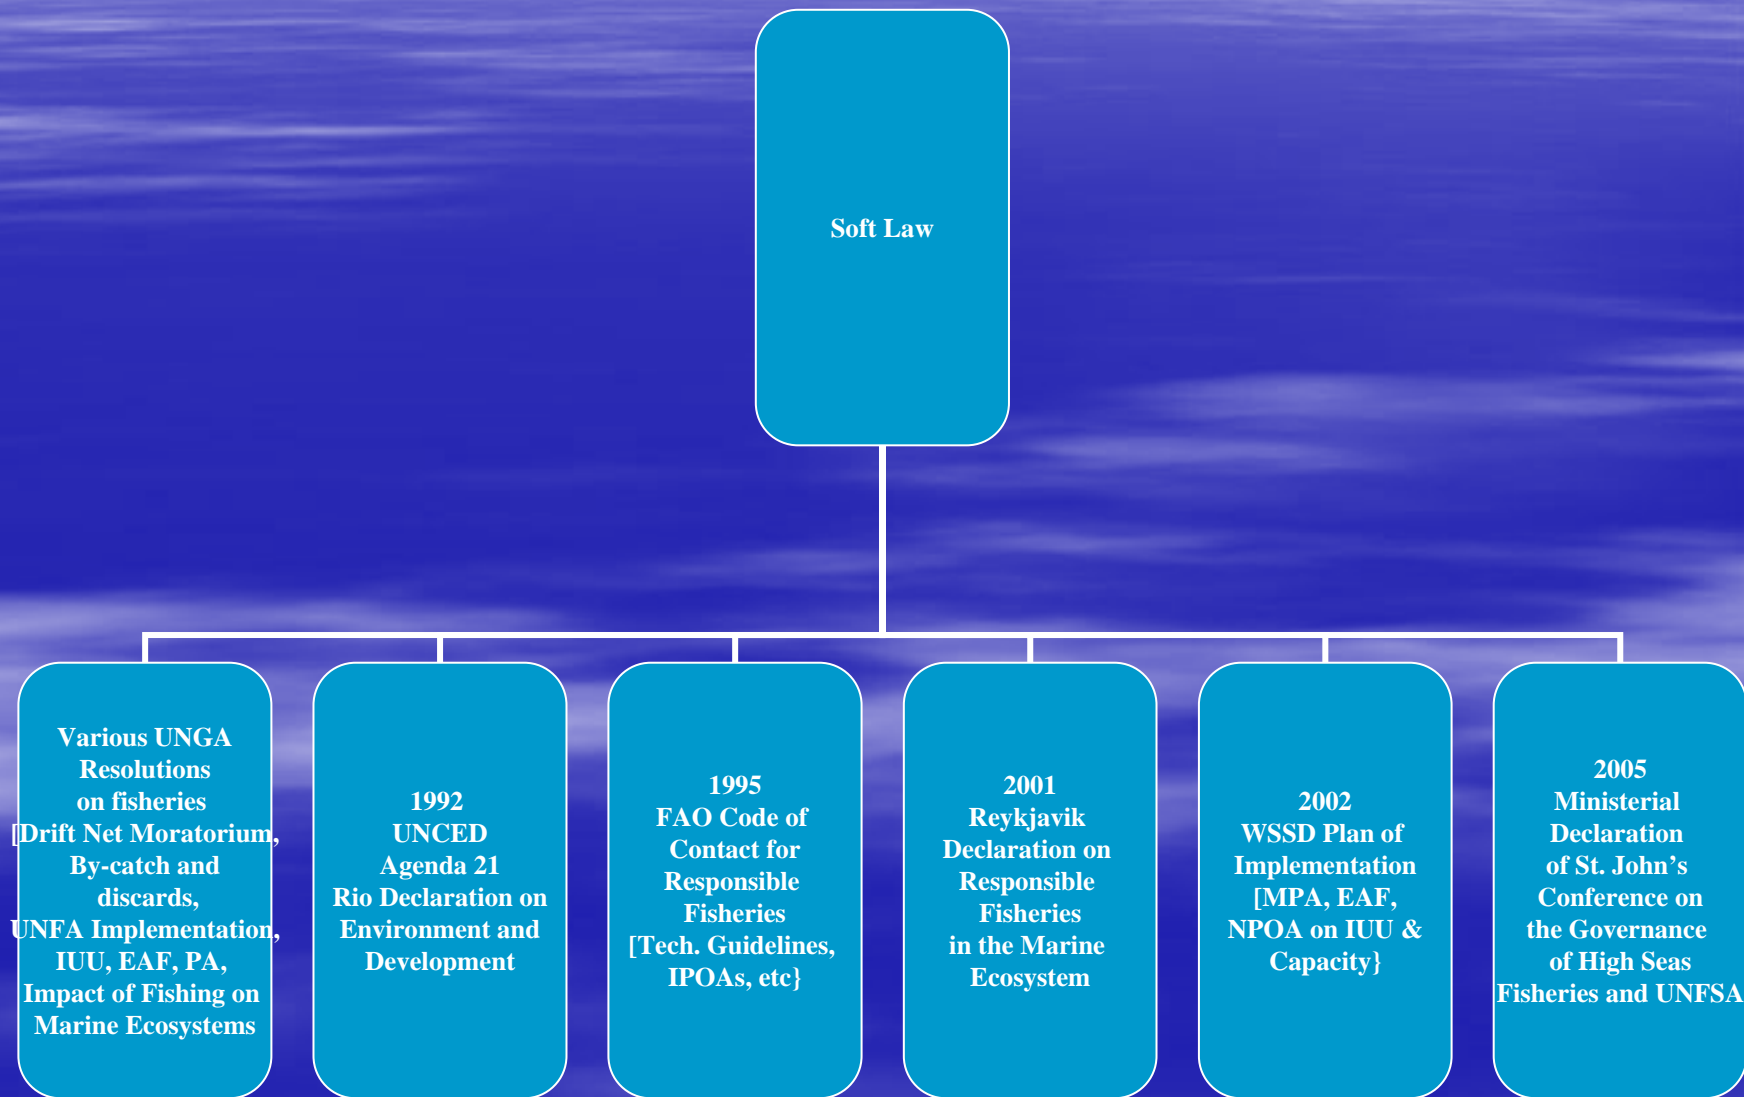 Soft Law
Various UNGA
Resolutions
on fisheries
[Drift Net Moratorium,
By-catch and
discards,
UNFA Implementation,
IUU, EAF, PA,
Impact of Fishing on
Marine Ecosystems
1992
UNCED
Agenda 21
Rio Declaration on
Environment and
Development
1995
FAO Code of
Contact for
Responsible
Fisheries
[Tech. Guidelines,
IPOAs, etc}
2001
Reykjavik
Declaration on
Responsible
Fisheries
in the Marine
Ecosystem
2002
WSSD Plan of
Implementation
[MPA, EAF,
NPOA on IUU &
Capacity}
2005
Ministerial
Declaration
of St. John’s
Conference on
the Governance
of High Seas
Fisheries and UNFSA